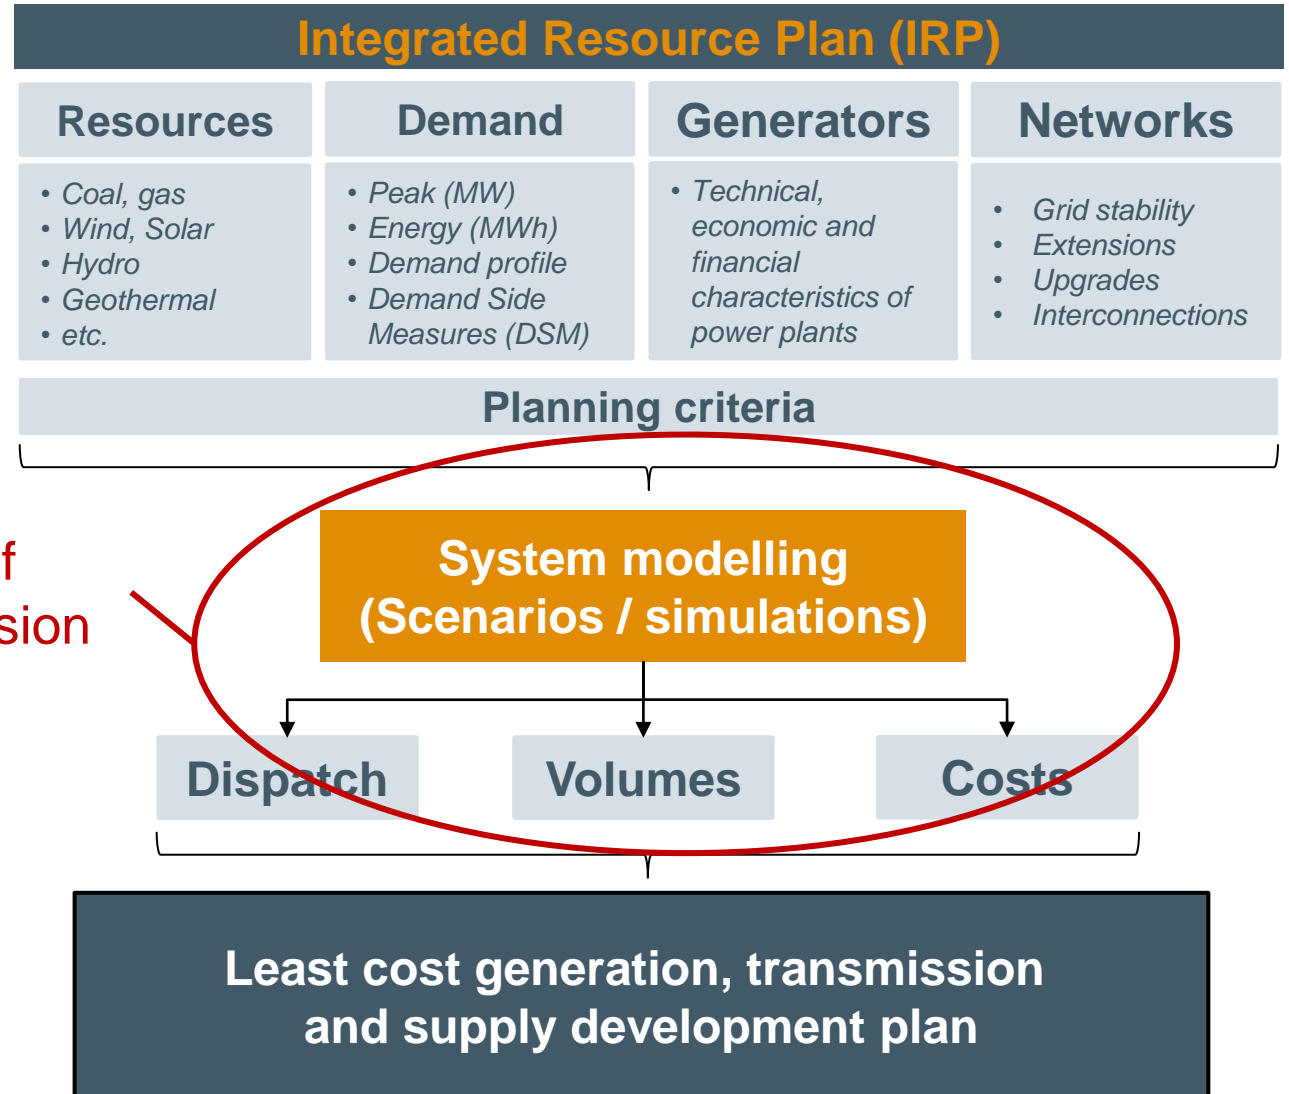 Integrated Resource Plan (IRP)
Resources
• Coal, gas
• Wind, Solar
• Hydro
• Geothermal
• etc.
Demand
• Peak (MW)
• Energy (MWh)
• Demand profile
• Demand Side
Measures (DSM)
Generators
• Technical,
economic and
financial
characteristics of
power plants
Networks
• Grid stability
• Extensions
• Upgrades
• Interconnections
Planning criteria
System modelling
(Scenarios / simulations)
Dispatch
Volumes
Costs
Least cost generation, transmission
and supply development plan